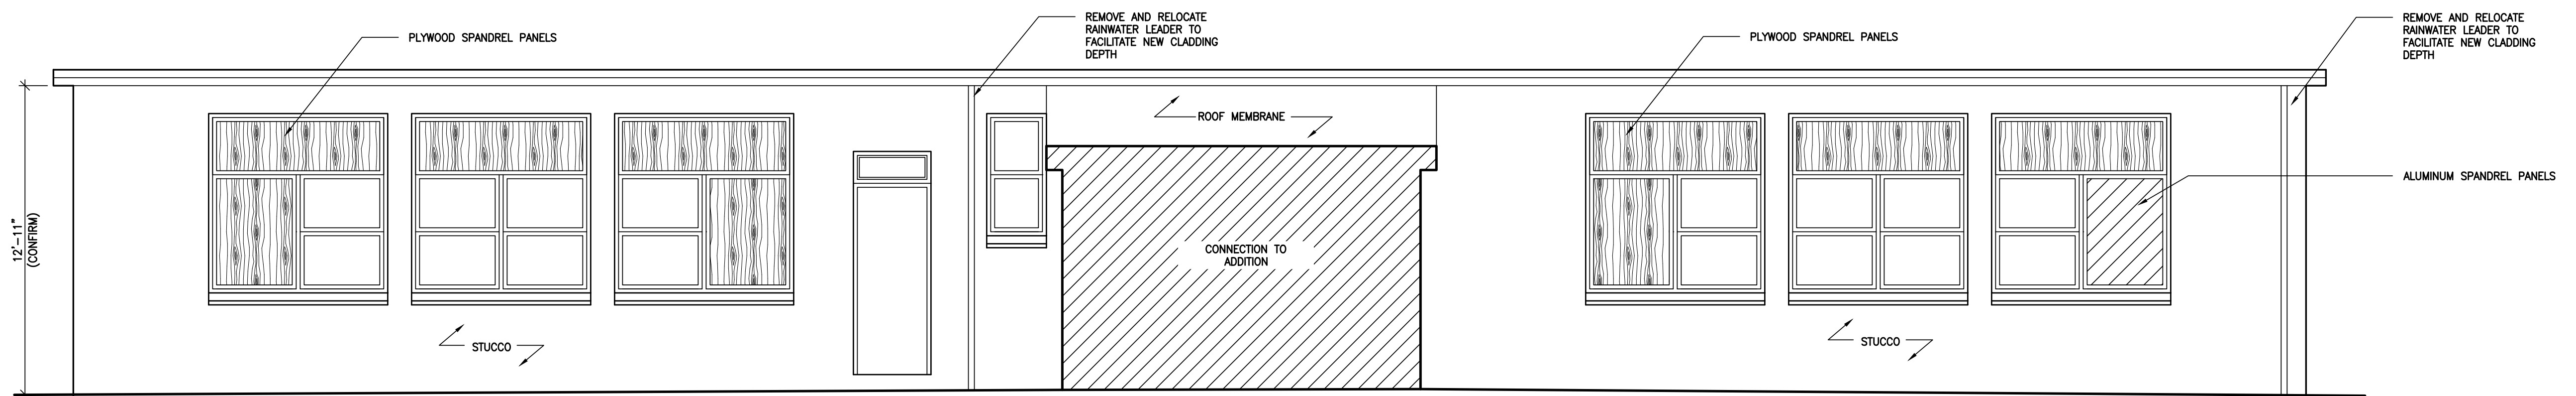 PLYWOOD SPANDREL PANELS
REMOVE AND RELOCATE
RAINWATER LEADER TO
FACILITATE NEW CLADDING
DEPTH
PLYWOOD SPANDREL PANELS
REMOVE AND RELOCATE
RAINWATER LEADER TO
FACILITATE NEW CLADDING
DEPTH
ROOF MEMBRANE
ALUMINUM SPANDREL PANELS
12'-11"
(CONFIRM)
CONNECTION TO
ADDITION
STUCCO
STUCCO